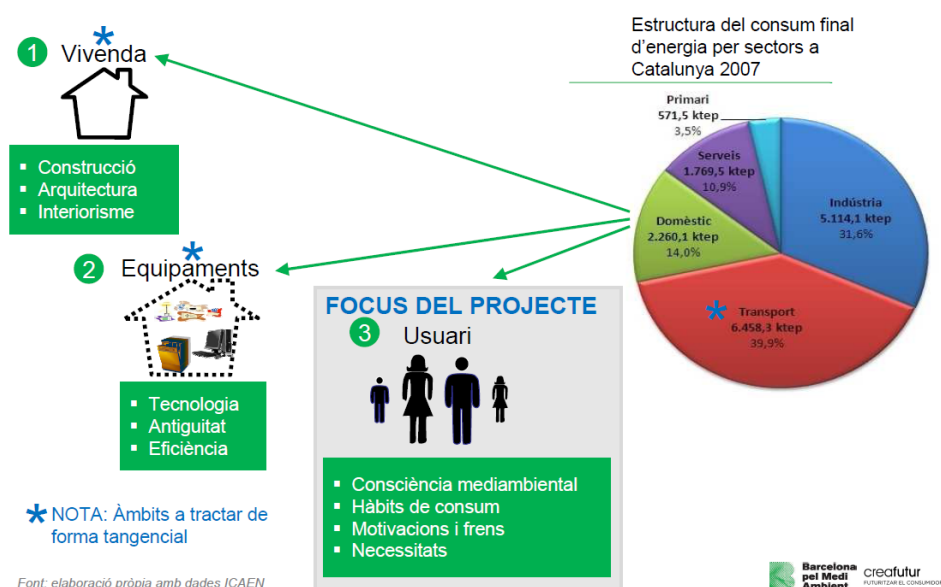 1
Vivenda
Construcció
Arquitectura
Interiorisme
2
Equipaments
Tecnologia
Antiguitat
Eficiència
NOTA: Àmbits a tractar de
forma tangencial
Font: elaboració pròpia amb dades ICAEN
FOCUS DEL PROJECTE
3
Usuari
Consciència mediambiental
Hàbits de consum
Motivacions i frens
Necessitats
Estructura del consum final
d'energia per sectors a
Catalunya 2007
Primari
571,5 ktep
3,5%
Serveis
1.769,5 ktep
10,9%
Domèstic
2.260,1 ktep
14,0%
Indústria
5.114,1 ktep
31,6%
Transport
6.458,3 ktep
39,9%
Barcelona
pel Medi
Ambient
creafutur
FUTURITZAR EL CONSUMIDOR